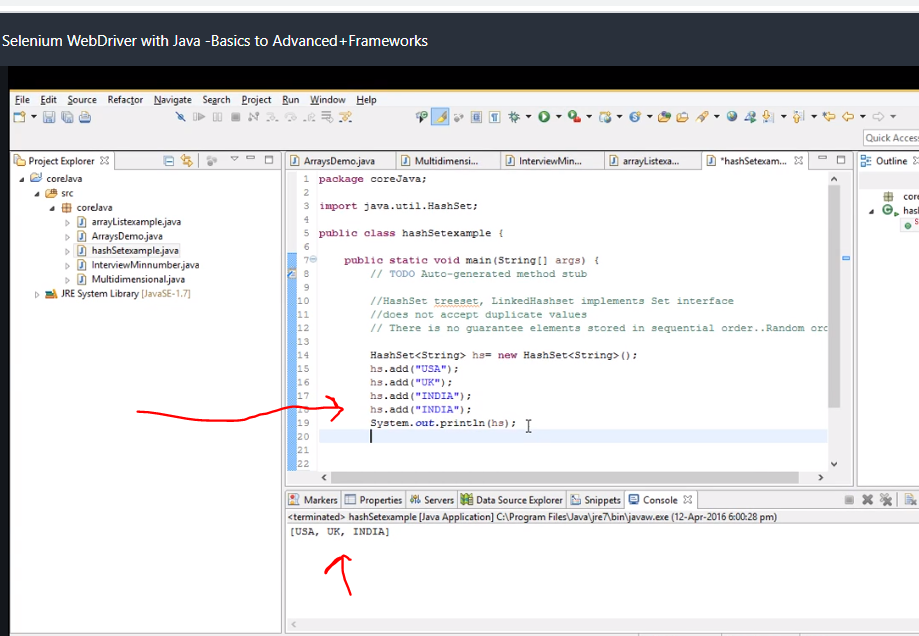 Selenium WebDriver with Java -Basics to Advanced+Frameworks
File Edit Source Refactor Navigate Search Project Run Window Help
Quick Acces
Project Explorer
coreJava
src
coreJava
arrayListexample.java
ArraysDemo.java
hashSetexample.java
InterviewMinnumber.java
Multidimensional.java
JRE System Library [JavaSE-1.7]
ArraysDemo.java Multidimensi... InterviewMin... arrayListexa... *hashSetexam...
1 package coreJava;
2
3 import java.util.HashSet;
4
5 public class hashSetexample {
6
7 public static void main(String[] args) {
8 // TODO Auto-generated method stub
9
10 //HashSet treeset, LinkedHashset implements Set interface
11 //does not accept duplicate values
12 // There is no guarantee elements stored in sequential order..Random ord
13
14 HashSet<String> hs= new HashSet<String>();
15 hs.add("USA");
16 hs.add("UK");
17 hs.add("INDIA");
18 hs.add("INDIA");
19 System.out.println(hs);
20
21
22
Outline
core
hash
S
Markers Properties Servers Data Source Explorer Snippets Console
<terminated> hashSetexample [Java Application] C:\Program Files\Java\jre7\bin\javaw.exe (12-Apr-2016 6:00:28 pm)
[USA, UK, INDIA]